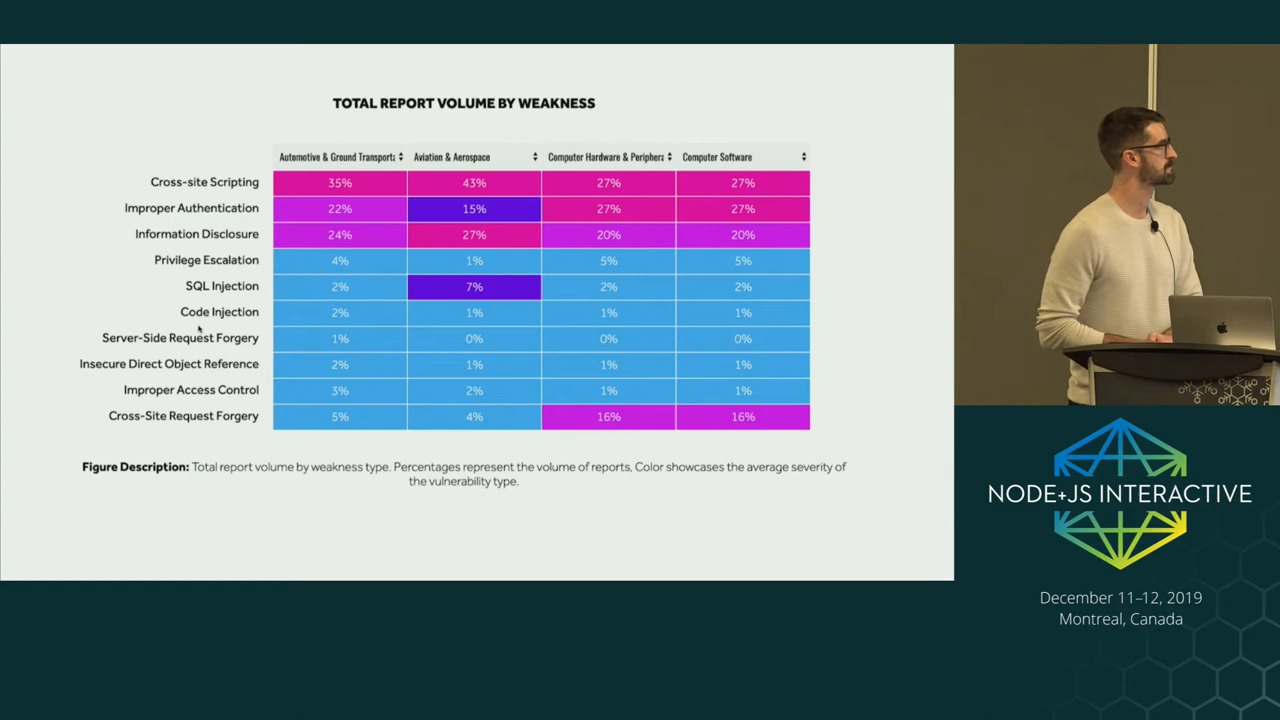 TOTAL REPORT VOLUME BY WEAKNESS
Automotive & Ground Transporta Aviation & Aerospace Computer Hardware & Periphera Computer Software
Cross-site Scripting 35% 43% 27% 27%
Improper Authentication 22% 15% 27% 27%
Information Disclosure 24% 27% 20% 20%
Privilege Escalation 4% 1% 5% 5%
SQL Injection 2% 7% 2% 2%
Code Injection 2% 1% 1% 1%
Server-Side Request Forgery 1% 0% 0% 0%
Insecure Direct Object Reference 2% 1% 1% 1%
Improper Access Control 3% 2% 1% 1%
Cross-Site Request Forgery 5% 4% 16% 16%
Figure Description: Total report volume by weakness type. Percentages represent the volume of reports, Color showcases the average severity of
the vulnerability type.
NODE+JS INTERACTIVE
December 11–12, 2019
Montreal, Canada